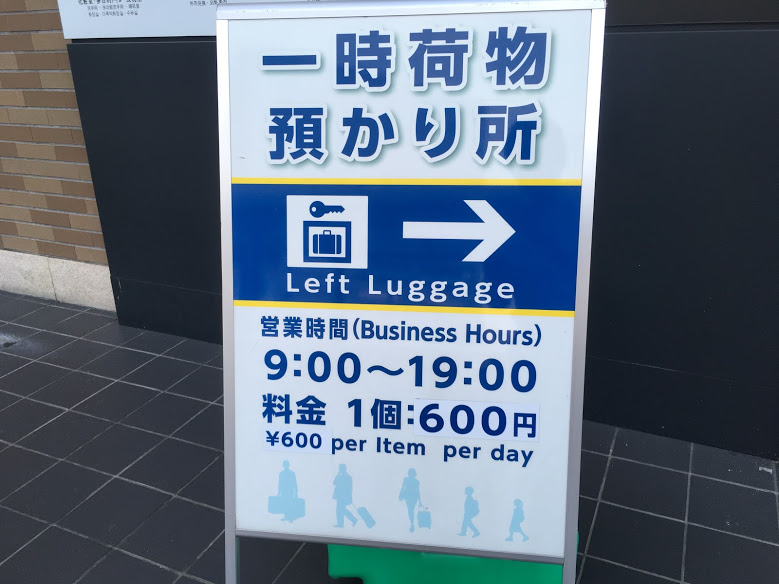 一時荷物
預かり所
Left Luggage
営業時間(Business Hours)
9:00〜19:00
料金 1個:600円
¥600 per Item per day